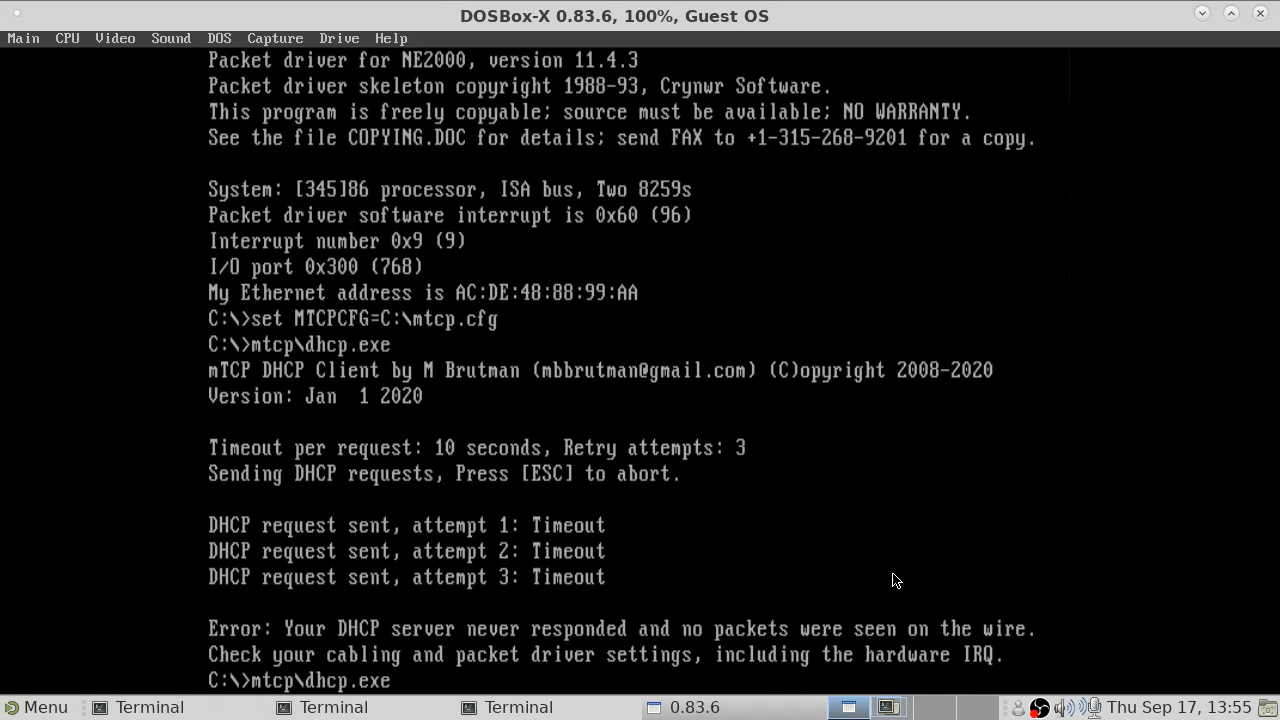 DOSBox-X 0.83.6, 100%, Guest OS
Main CPU Video Sound DOS Capture Drive Help
Packet driver for NE2000, version 11.4.3
Packet driver skeleton copyright 1988-93, Crynwr Software.
This program is freely copyable; source must be available; NO WARRANTY.
See the file COPYING.DOC for details; send FAX to +1-315-268-9201 for a copy.
System: [345]86 processor, ISA bus, Two 8259s
Packet driver software interrupt is 0x60 (96)
Interrupt number 0x9 (9)
I/O port 0x300 (768)
My Ethernet address is AC:DE:48:88:99:AA
C:\>set MTCPCFG=C:\mtcp.cfg
C:\>mtcp\dhcp.exe
mTCP DHCP Client by M Brutman (mbbrutman@gmail.com) (C)opyright 2008-2020
Version: Jan  1 2020
Timeout per request: 10 seconds, Retry attempts: 3
Sending DHCP requests, Press [ESC] to abort.
DHCP request sent, attempt 1: Timeout
DHCP request sent, attempt 2: Timeout
DHCP request sent, attempt 3: Timeout
Error: Your DHCP server never responded and no packets were seen on the wire.
Check your cabling and packet driver settings, including the hardware IRQ.
C:\>mtcp\dhcp.exe
Menu Terminal Terminal Terminal 0.83.6 Thu Sep 17, 13:55